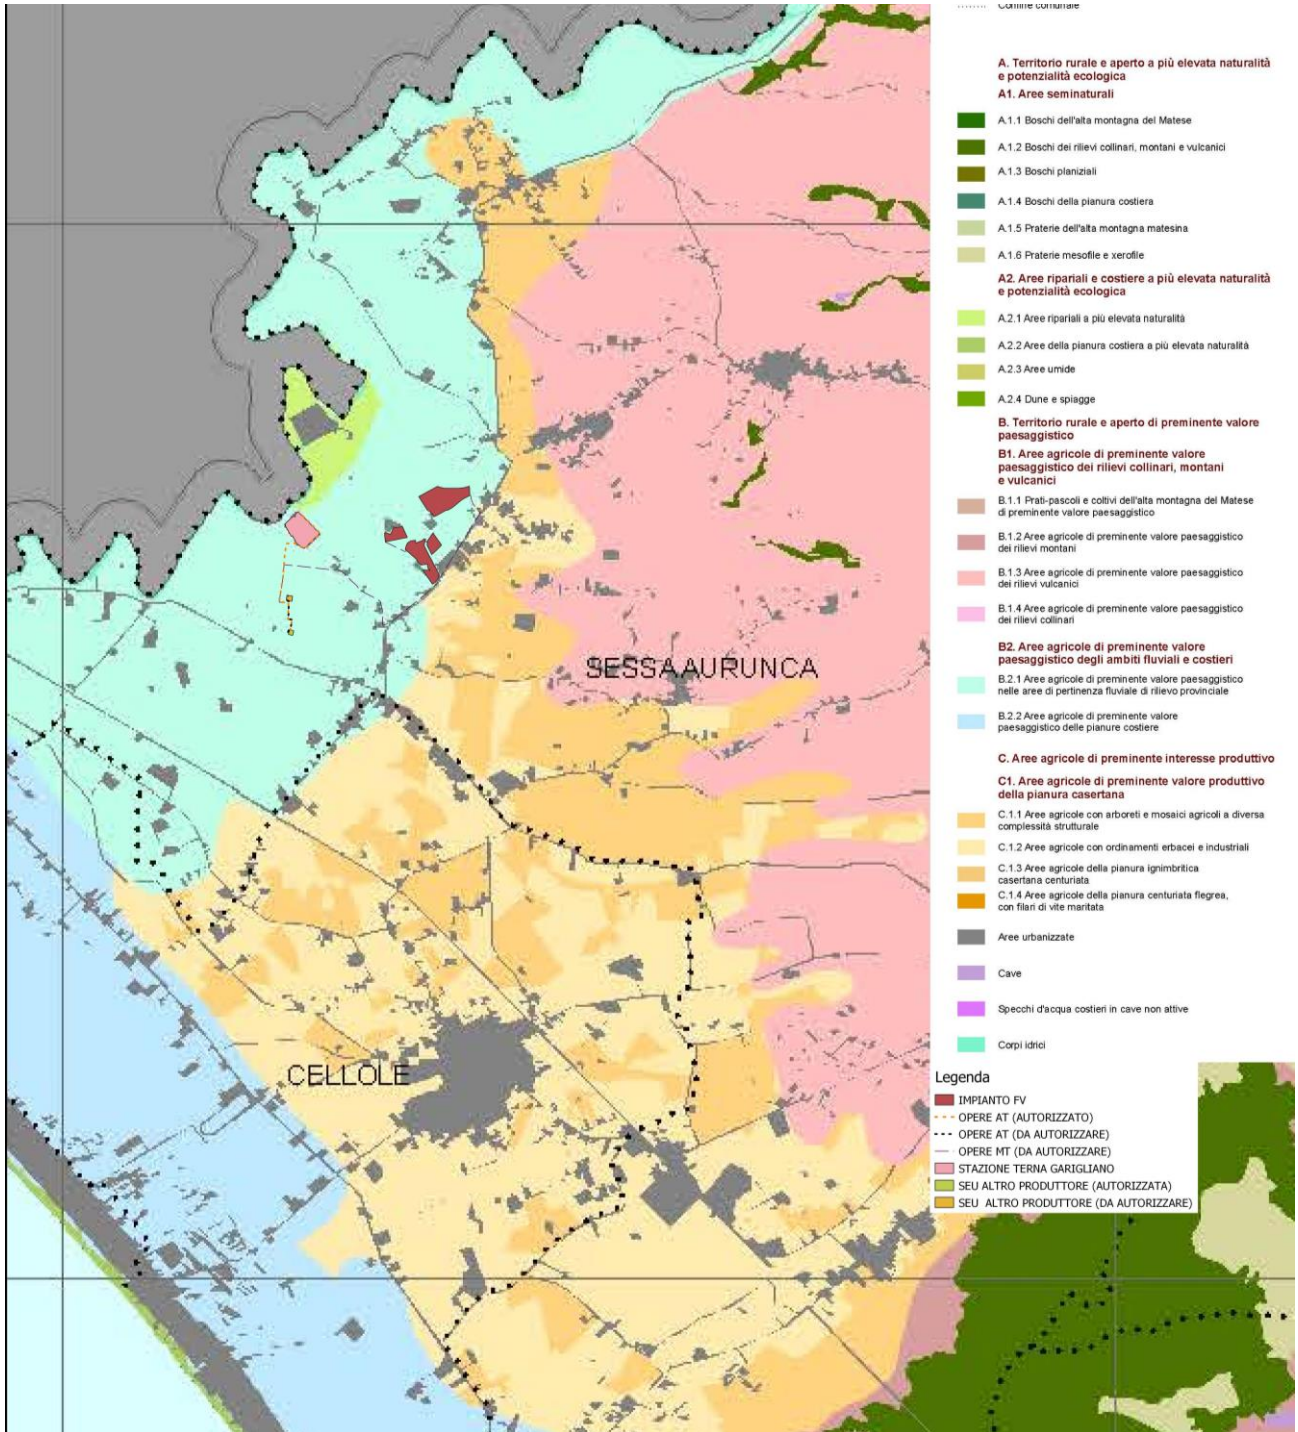 Confine comunale
A. Territorio rurale e aperto a più elevata naturalità
e potenzialità ecologica
A1. Aree seminaturali
A.1.1 Boschi dell'alta montagna del Matese
A.1.2 Boschi dei rilievi collinari, montani e vulcanici
A.1.3 Boschi planiziali
A.1.4 Boschi della pianura costiera
A.1.5 Praterie dell'alta montagna matesina
A.1.6 Praterie mesofile e xerofile
A2. Aree ripariali e costiere a più elevata naturalità
e potenzialità ecologica
A.2.1 Aree ripariali a più elevata naturalità
A.2.2 Aree della pianura costiera a più elevata naturalità
A.2.3 Aree umide
A.2.4 Dune e spiagge
B. Territorio rurale e aperto di preminente valore
paesaggistico
B1. Aree agricole di preminente valore
paesaggistico dei rilievi collinari, montani
e vulcanici
B.1.1 Prati-pascoli e coltivi dell'alta montagna del Matese
di preminente valore paesaggistico
B.1.2 Aree agricole di preminente valore paesaggistico
dei rilievi montani
B.1.3 Aree agricole di preminente valore paesaggistico
dei rilievi vulcanici
B.1.4 Aree agricole di preminente valore paesaggistico
dei rilievi collinari
B2. Aree agricole di preminente valore
paesaggistico degli ambiti fluviali e costieri
B.2.1 Aree agricole di preminente valore paesaggistico
nelle aree di pertinenza fluviale di rilievo provinciale
B.2.2 Aree agricole di preminente valore
paesaggistico delle pianure costiere
C. Aree agricole di preminente interesse produttivo
C1. Aree agricole di preminente valore produttivo
della pianura casertana
C.1.1 Aree agricole con arboreti e mosaici agricoli a diversa
complessità strutturale
C.1.2 Aree agricole con ordinamenti erbacei e industriali
C.1.3 Aree agricole della pianura ignimbritica
casertana centuriata
C.1.4 Aree agricole della pianura centuriata flegrea,
con filari di vite maritata
Aree urbanizzate
Cave
Specchi d'acqua costieri in cave non attive
Corpi idrici
Legenda
IMPIANTO FV
OPERE AT (AUTORIZZATO)
OPERE AT (DA AUTORIZZARE)
OPERE MT (DA AUTORIZZARE)
STAZIONE TERNA GARIGLIANO
SEU ALTRO PRODUTTORE (AUTORIZZATA)
SEU ALTRO PRODUTTORE (DA AUTORIZZARE)
SESSA AURUNCA
CELLOLE